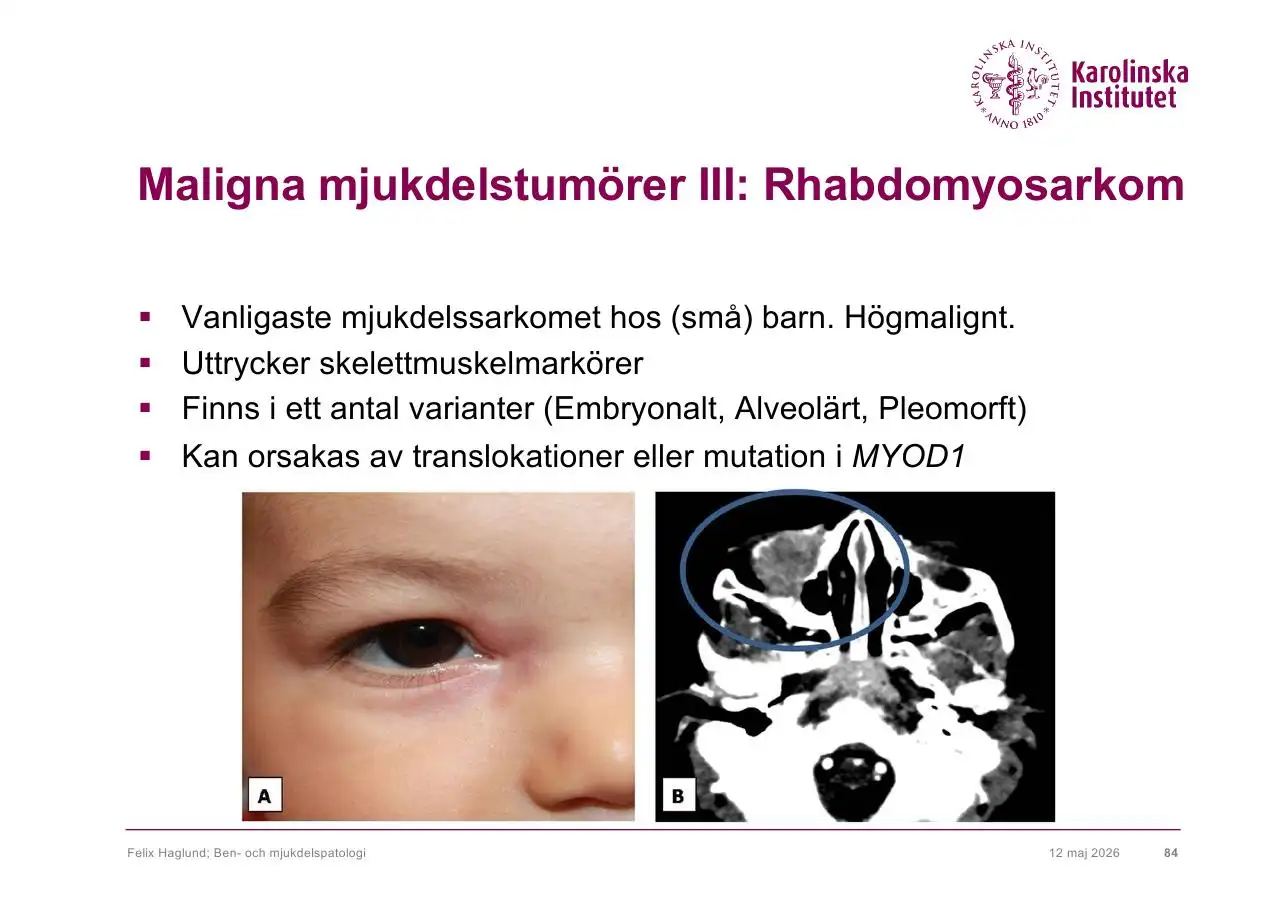 KAROLINSKA INSTITUTET
ANNO 1810
Karolinska
Institutet
Maligna mjukdelstumörer III: Rhabdomyosarkom
▪ Vanligaste mjukdelssarkomet hos (små) barn. Högmalignt.
▪ Uttrycker skelettmuskelmarkörer
▪ Finns i ett antal varianter (Embryonalt, Alveolärt, Pleomorft)
▪ Kan orsakas av translokationer eller mutation i MYOD1
A
B
Felix Haglund; Ben- och mjukdelspatologi
12 maj 2026
84